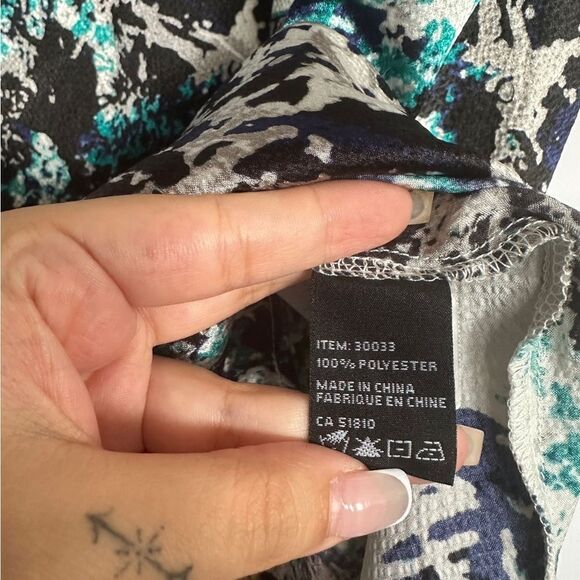 ITEM: 30033
100% POLYESTER
MADE IN CHINA
FABRIQUE EN CHINE
CA 51810